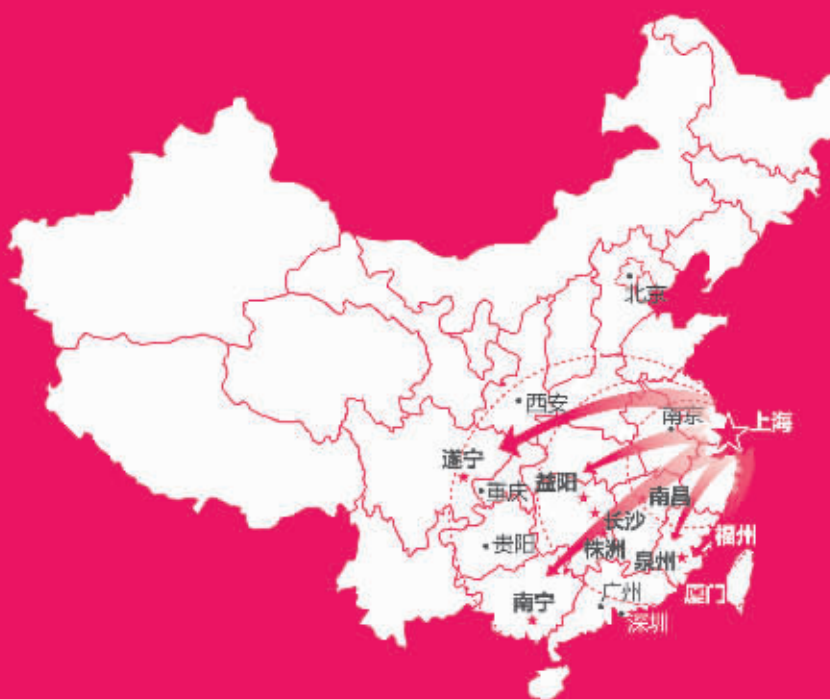 北京
西安
南京
上海
遂宁
重庆
益阳
南昌
长沙
贵阳
株洲
福州
泉州
南宁
广州
厦门
深圳